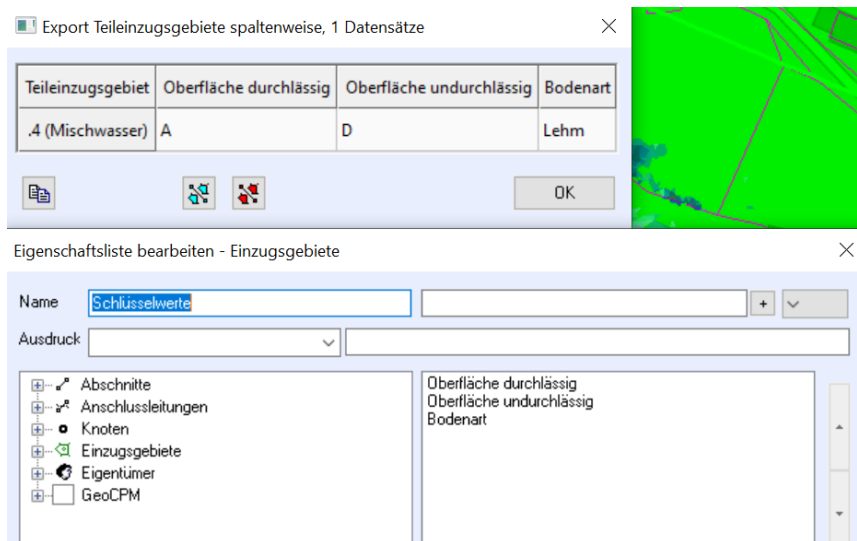 Export Teileinzugsgebiete spaltenweise, 1 Datensätze
Teileinzugsgebiet Oberfläche durchlässig Oberfläche undurchlässig Bodenart
.4 (Mischwasser) A D Lehm
OK
Eigenschaftsliste bearbeiten - Einzugsgebiete
Name Schlüsselwerte +
Ausdruck
Abschnitte
Anschlussleitungen
Knoten
Einzugsgebiete
Eigentümer
GeoCPM
Oberfläche durchlässig
Oberfläche undurchlässig
Bodenart